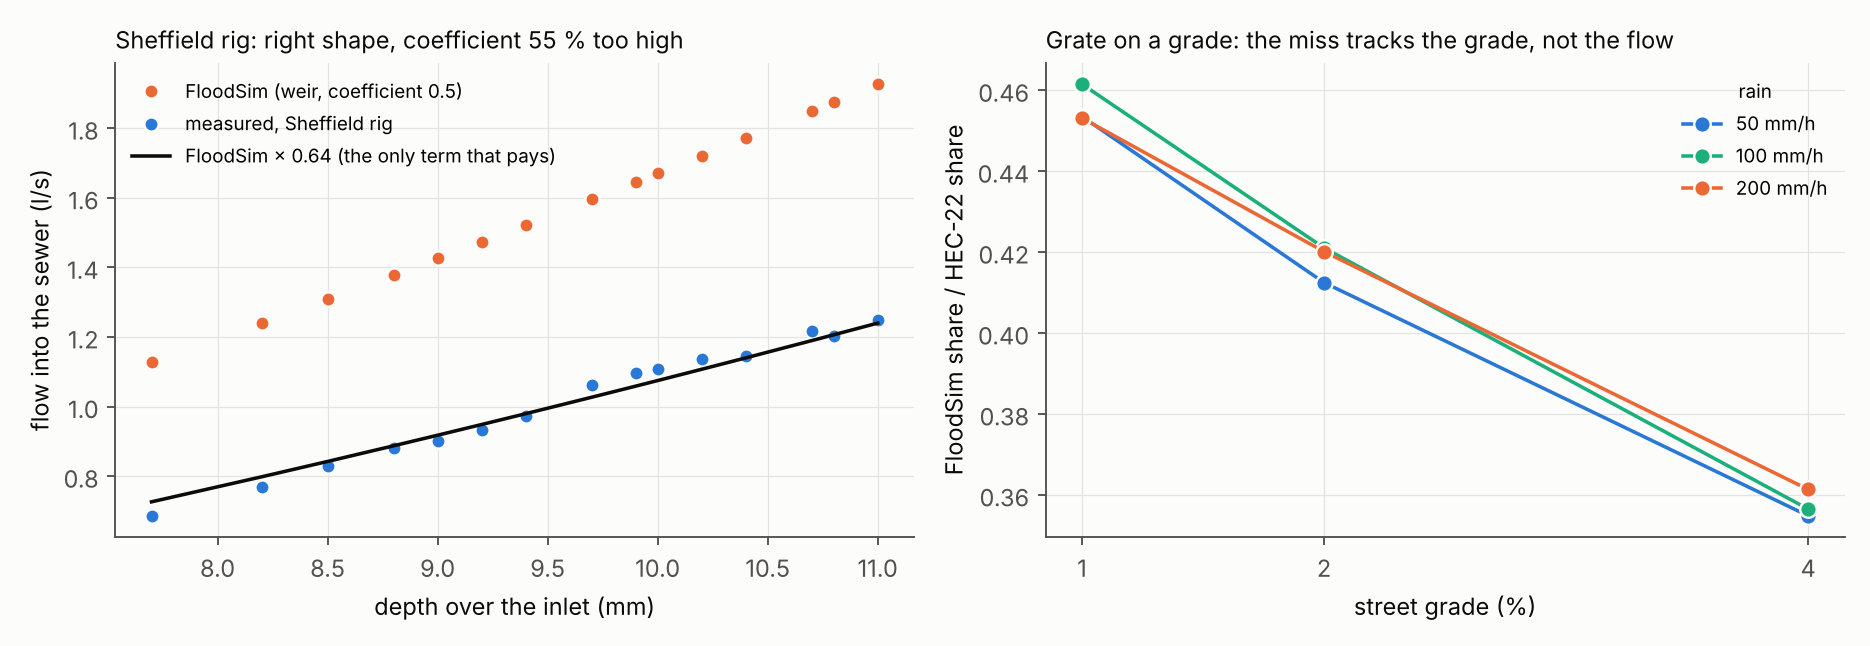 Sheffield rig: right shape, coefficient 55 % too high
FloodSim (weir, coefficient 0.5)
measured, Sheffield rig
FloodSim × 0.64 (the only term that pays)
flow into the sewer (l/s)
1.8
1.6
1.4
1.2
1.0
0.8
8.0 8.5 9.0 9.5 10.0 10.5 11.0
depth over the inlet (mm)
Grate on a grade: the miss tracks the grade, not the flow
rain
50 mm/h
100 mm/h
200 mm/h
FloodSim share / HEC-22 share
0.46
0.44
0.42
0.40
0.38
0.36
1 2 4
street grade (%)